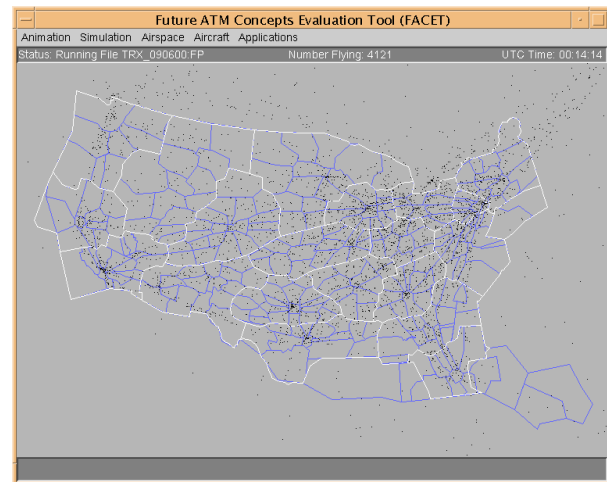 Future ATM Concepts Evaluation Tool (FACET)
Animation Simulation Airspace Aircraft Applications
Status: Running File TRX_090600.FP Number Flying: 4121 UTC Time: 00:14:14